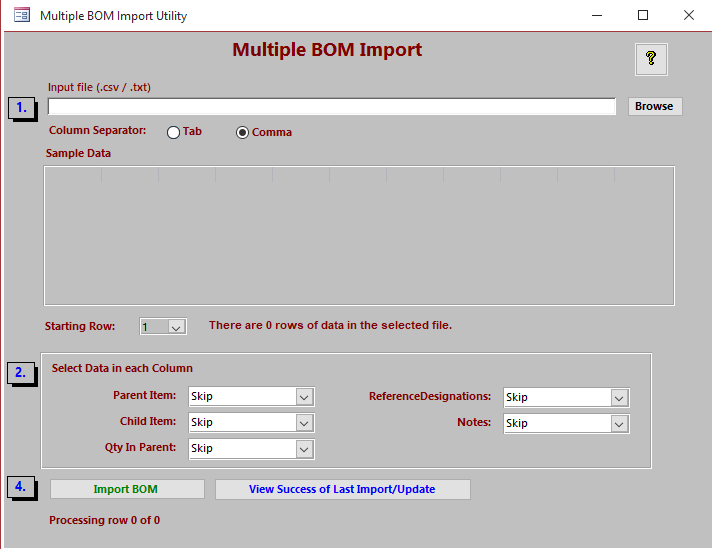 Multiple BOM Import Utility
Multiple BOM Import
?
Input file (.csv / .txt)
1.
Browse
Column Separator: Tab Comma
Sample Data
Starting Row: 1 There are 0 rows of data in the selected file.
2.
Select Data in each Column
Parent Item: Skip ReferenceDesignations: Skip
Child Item: Skip Notes: Skip
Qty In Parent: Skip
4.
Import BOM View Success of Last Import/Update
Processing row 0 of 0